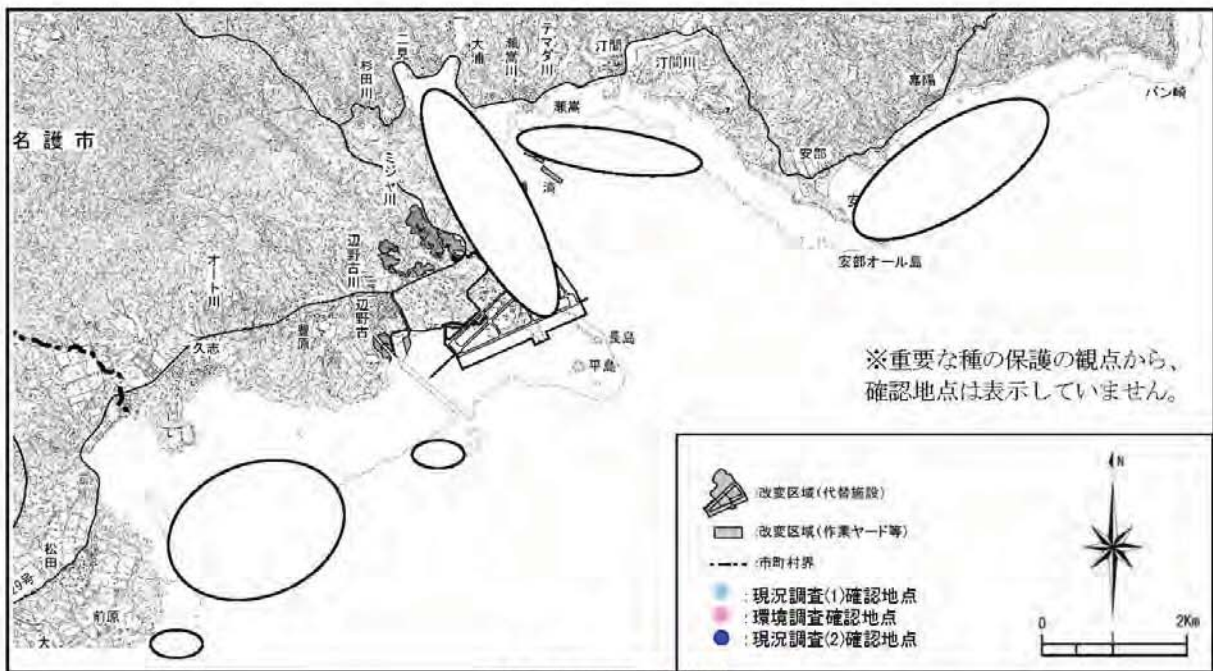 二見
大浦
瀬嵩川
テマダ川
汀間
汀間川
杉田川
嘉陽
バン崎
瀬嵩
名護市
ミジャ川
安部
安部オール島
辺野古川
辺野古
オート川
豊原
久志
長島
平島
※重要な種の保護の観点から、
確認地点は表示していません。
松田
前原
大
:改変区域(代替施設)
:改変区域(作業ヤード等)
:市町村界
:現況調査(1)確認地点
:環境調査確認地点
:現況調査(2)確認地点
N
0 2Km